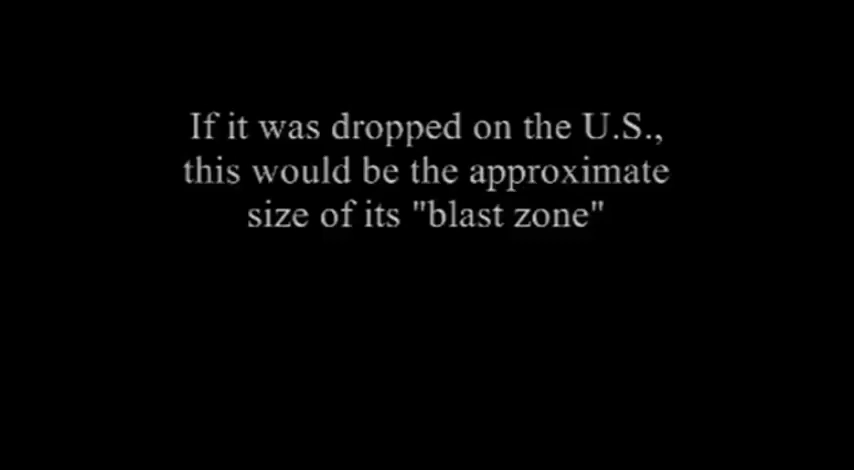 If it was dropped on the U.S.,
this would be the approximate
size of its "blast zone"